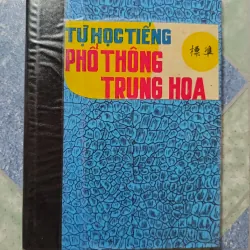 TỰ HỌC TIẾNG
PHỔ THÔNG
標準
TRUNG HOA